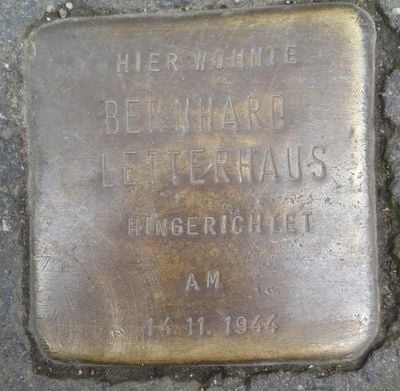 HIER WOHNTE
BERNHARD
LETTERHAUS
HINGERICHTET
AM
14.11.1944